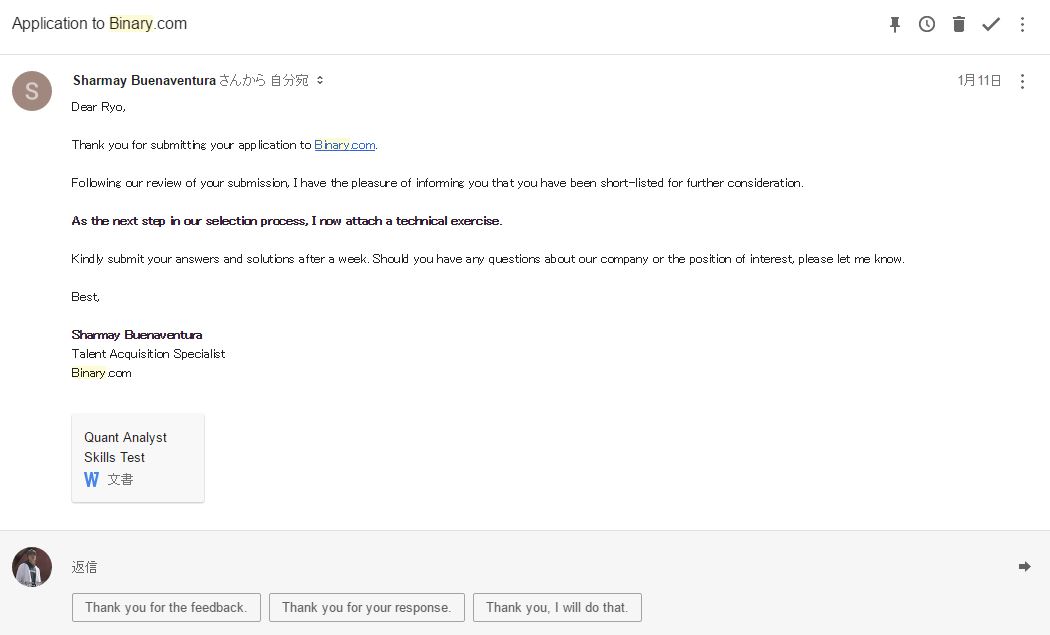 Application to Binary.com
S
Sharmay Buenaventura さんから 自分宛
1月11日
Dear Ryo,
Thank you for submitting your application to Binary.com.
Following our review of your submission, I have the pleasure of informing you that you have been short-listed for further consideration.
As the next step in our selection process, I now attach a technical exercise.
Kindly submit your answers and solutions after a week. Should you have any questions about our company or the position of interest, please let me know.
Best,
Sharmay Buenaventura
Talent Acquisition Specialist
Binary.com
Quant Analyst
Skills Test
W 文書
返信
Thank you for the feedback.
Thank you for your response.
Thank you, I will do that.